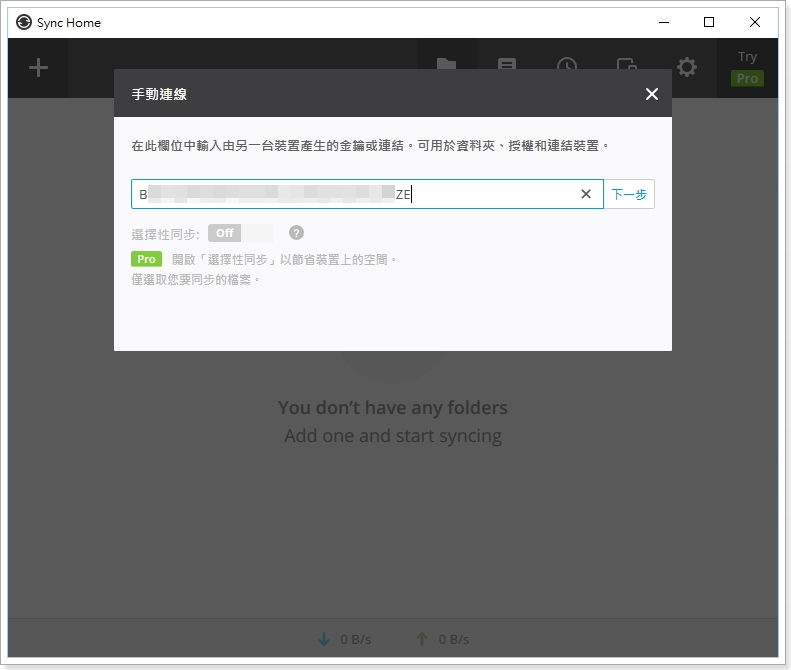 Sync Home
Try
Pro
手動連線
在此欄位中輸入由另一台裝置產生的金鑰或連結。可用於資料夾、授權和連結裝置。
B
ZE
下一步
選擇性同步:
Off
?
Pro 開啟「選擇性同步」以節省裝置上的空間。
僅選取您要同步的檔案。
You don't have any folders
Add one and start syncing
0 B/s
0 B/s